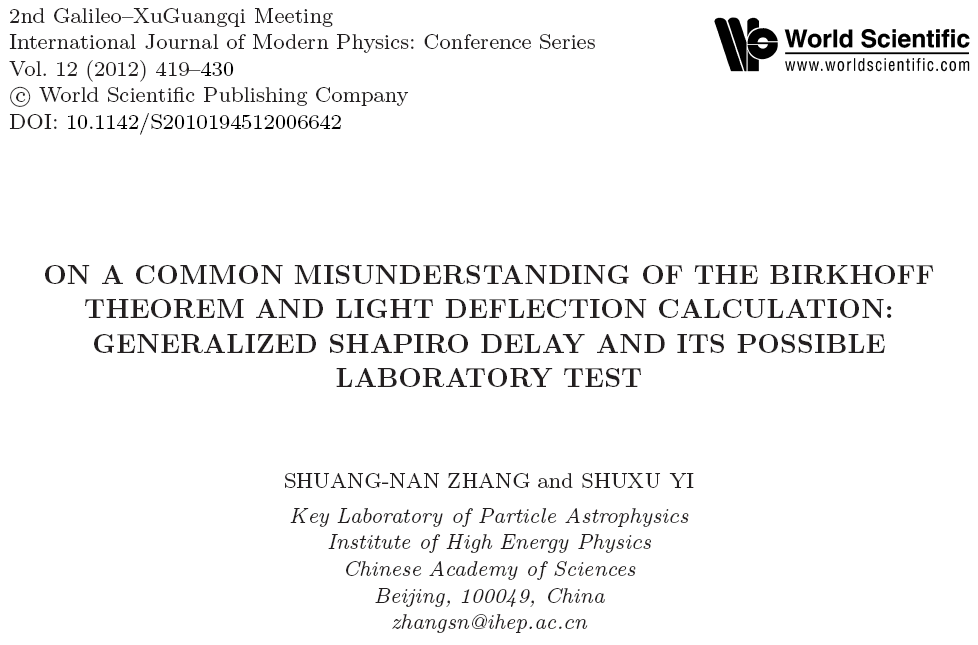 2nd Galileo–XuGuangqi Meeting
International Journal of Modern Physics: Conference Series
Vol. 12 (2012) 419–430
© World Scientific Publishing Company
DOI: 10.1142/S2010194512006642
World Scientific
www.worldscientific.com
ON A COMMON MISUNDERSTANDING OF THE BIRKHOFF
THEOREM AND LIGHT DEFLECTION CALCULATION:
GENERALIZED SHAPIRO DELAY AND ITS POSSIBLE
LABORATORY TEST
SHUANG-NAN ZHANG and SHUXU YI
Key Laboratory of Particle Astrophysics
Institute of High Energy Physics
Chinese Academy of Sciences
Beijing, 100049, China
zhangsn@ihep.ac.cn